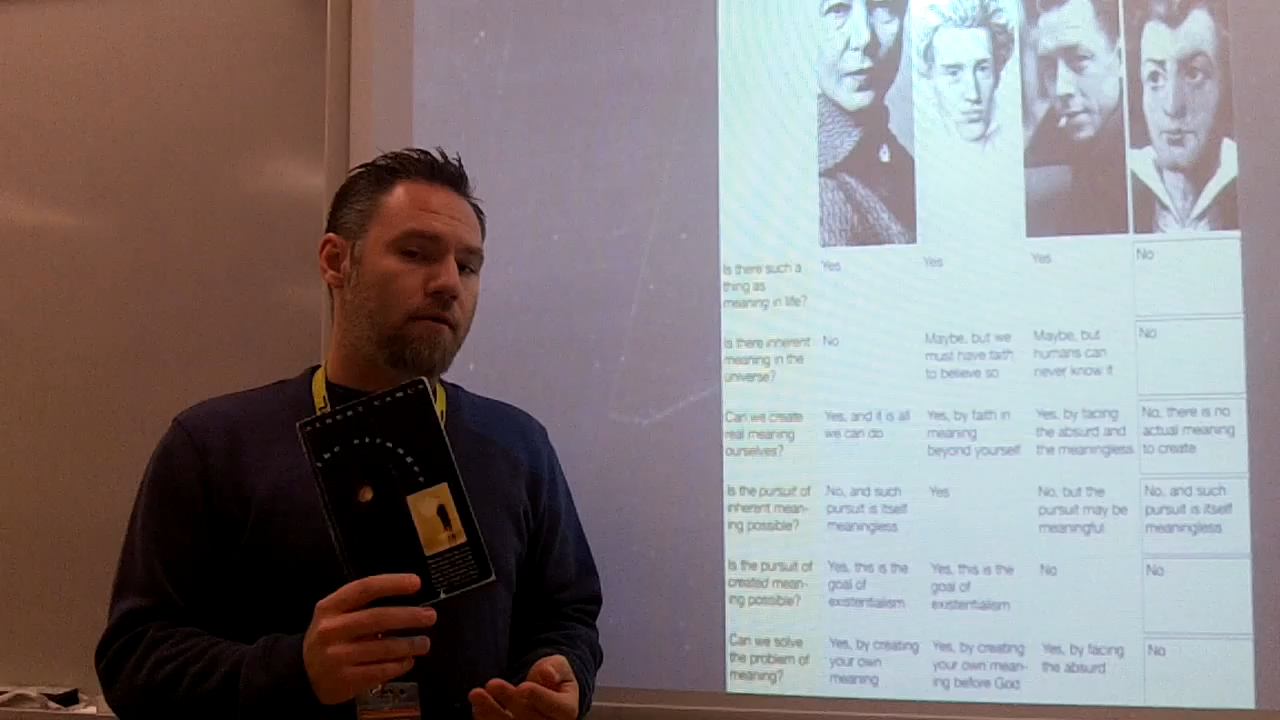 ALBERT CAMUS
THE STRANGER
Is there such a
thing as
meaning in life?
Yes
Yes
Yes
No
Is there inherent
meaning in the
universe?
No
Maybe, but we
must have faith
to believe so
Maybe, but
humans can
never know it
No
Can we create
real meaning
ourselves?
Yes, and it is all
we can do
Yes, by faith in
meaning
beyond yourself
Yes, by facing
the absurd and
the meaningless
No, there is no
actual meaning
to create
Is the pursuit of
inherent mean-
ing possible?
No, and such
pursuit is itself
meaningless
Yes
No, but the
pursuit may be
meaningful
No, and such
pursuit is itself
meaningless
Is the pursuit of
created mean-
ing possible?
Yes, this is the
goal of
existentialism
Yes, this is the
goal of
existentialism
No
No
Can we solve
the problem of
meaning?
Yes, by creating
your own
meaning
Yes, by creating
your own mean-
ing before God
Yes, by facing
the absurd
No